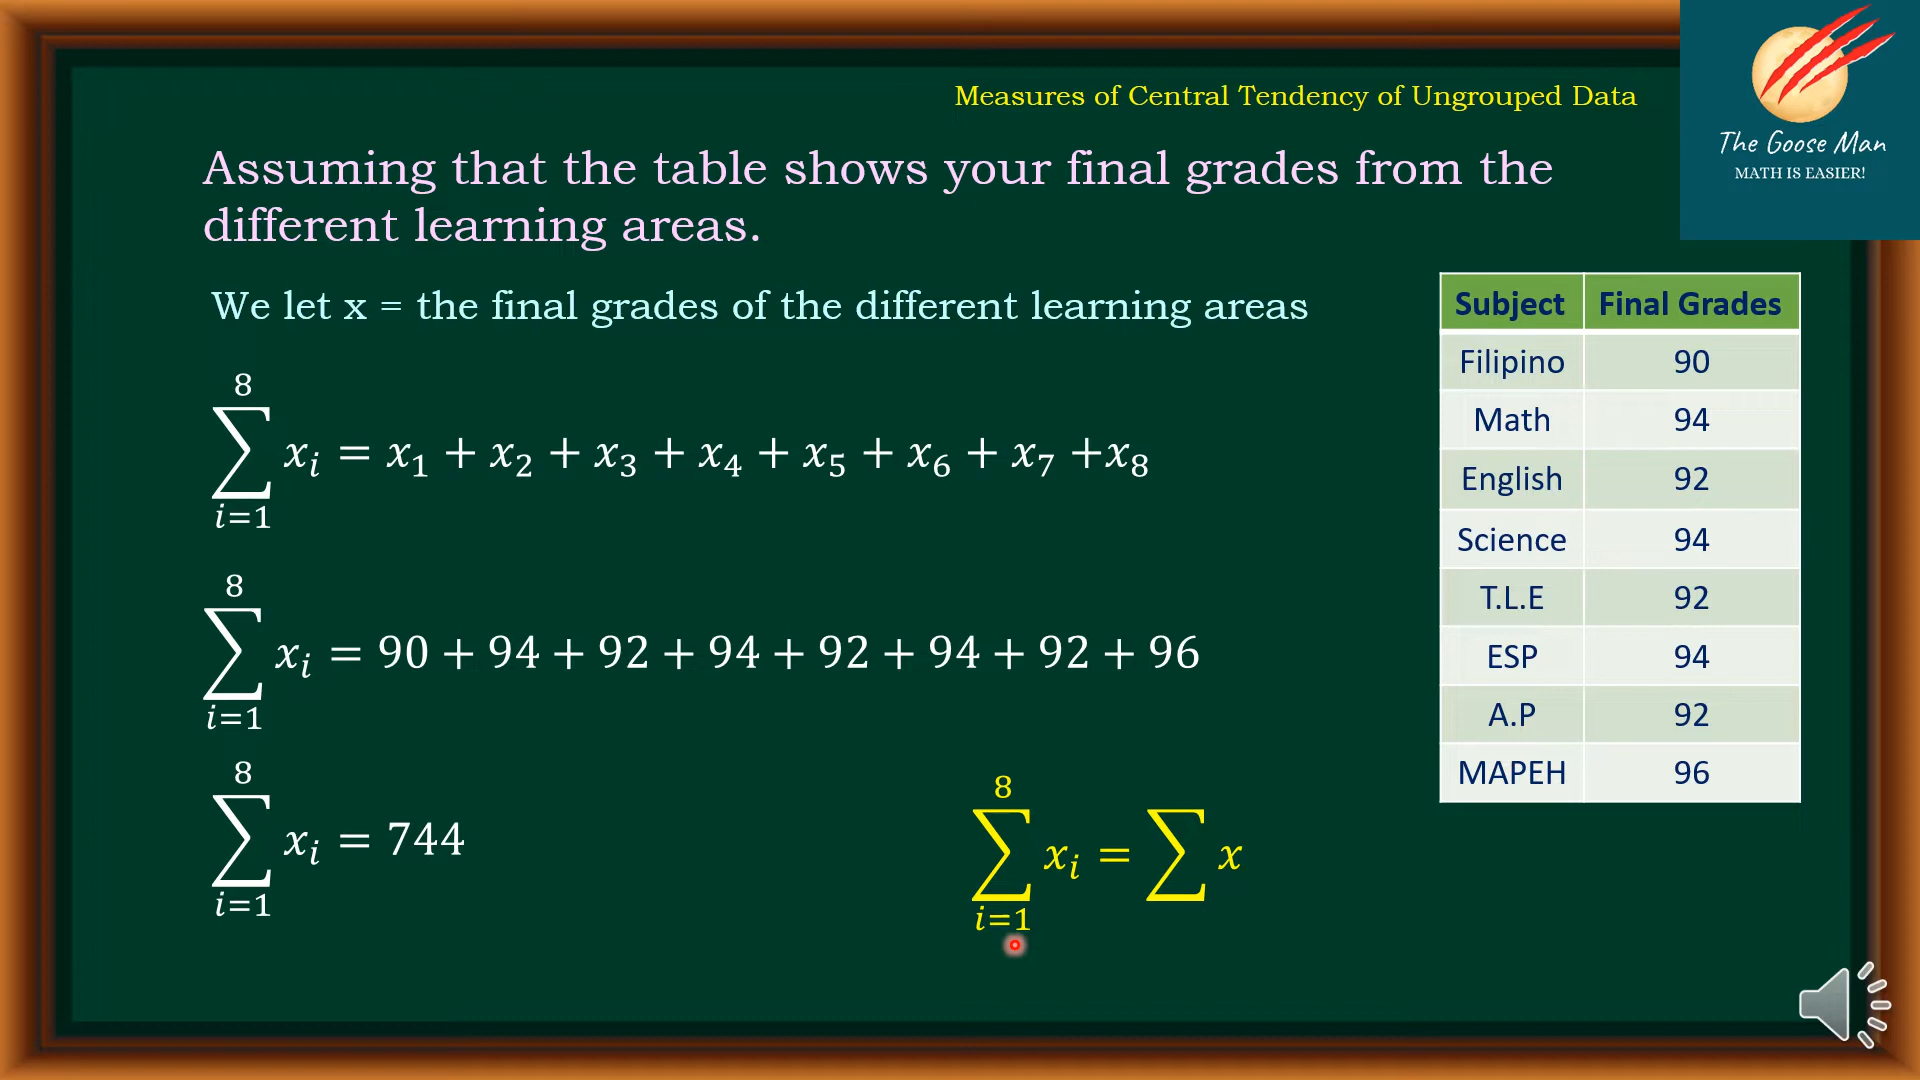 Measures of Central Tendency of Ungrouped Data
The Goose Man
MATH IS EASIER!
Assuming that the table shows your final grades from the
different learning areas.
We let x = the final grades of the different learning areas
8
∑ xᵢ = x₁ + x₂ + x₃ + x₄ + x₅ + x₆ + x₇ +x₈
i=1
8
∑ xᵢ = 90 + 94 + 92 + 94 + 92 + 94 + 92 + 96
i=1
8
∑ xᵢ = 744
i=1
8
∑ xᵢ = ∑ x
i=1
Subject Final Grades
Filipino 90
Math 94
English 92
Science 94
T.L.E 92
ESP 94
A.P 92
MAPEH 96